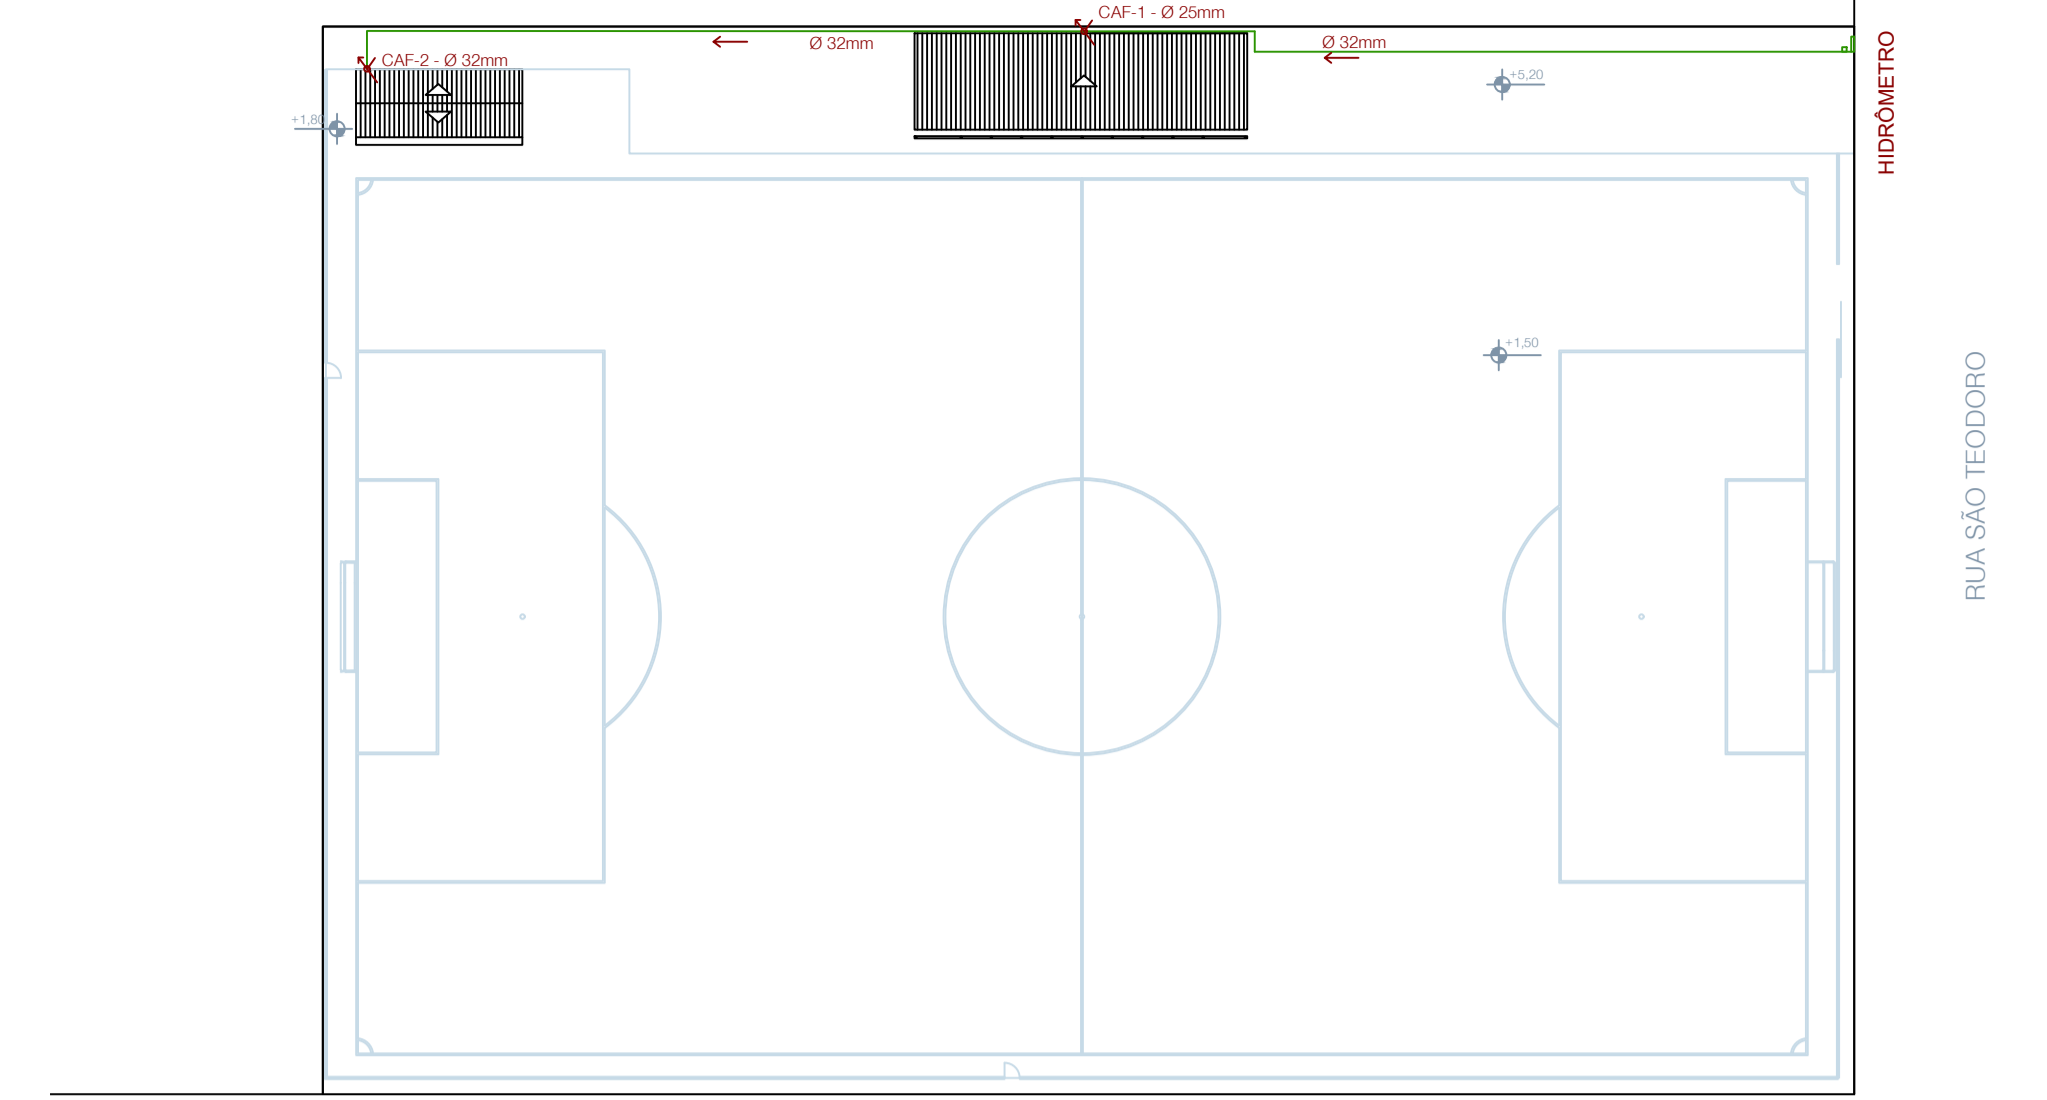 CAF-1 - Ø 25mm
Ø 32mm
Ø 32mm
CAF-2 - Ø 32mm
+5,20
+1,80
HIDRÔMETRO
+1,50
RUA SÃO TEODORO